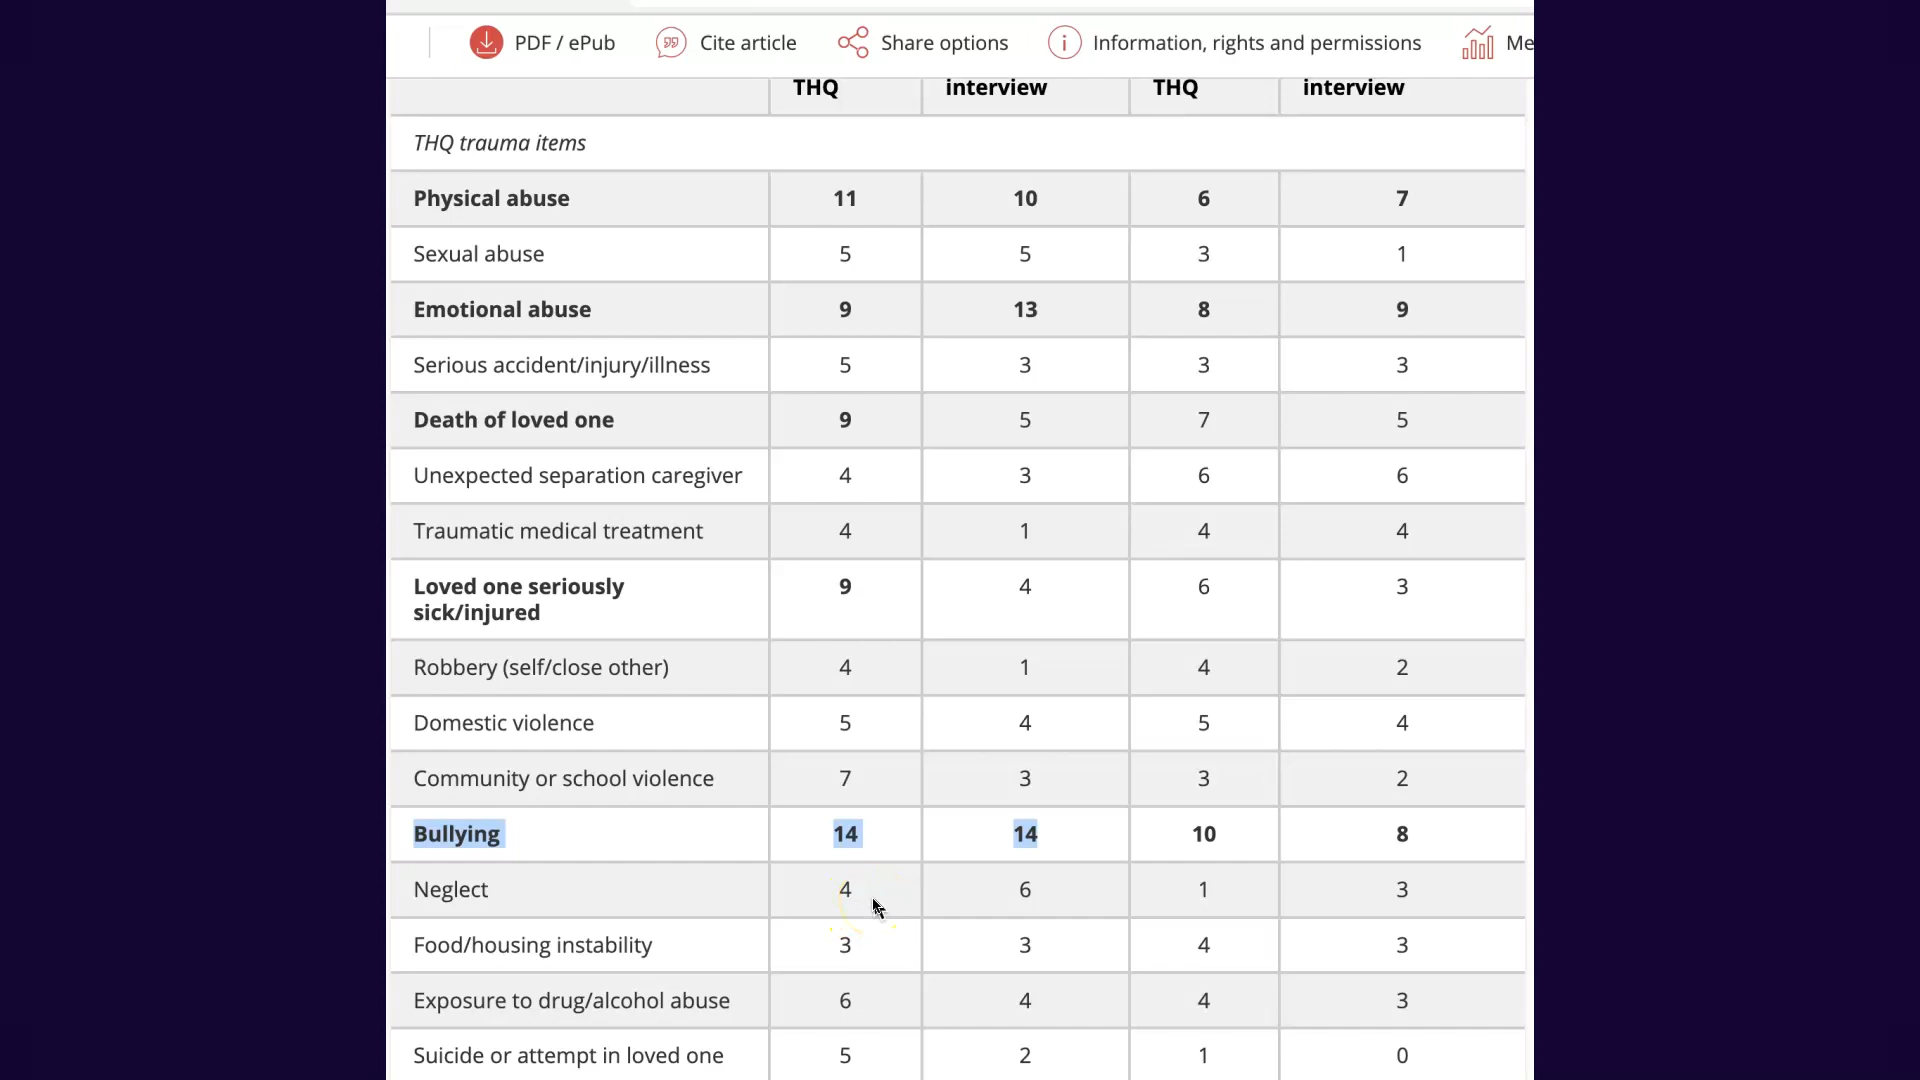 PDF / ePub Cite article Share options Information, rights and permissions Me
THQ interview THQ interview
THQ trauma items
Physical abuse 11 10 6 7
Sexual abuse 5 5 3 1
Emotional abuse 9 13 8 9
Serious accident/injury/illness 5 3 3 3
Death of loved one 9 5 7 5
Unexpected separation caregiver 4 3 6 6
Traumatic medical treatment 4 1 4 4
Loved one seriously 9 4 6 3
sick/injured
Robbery (self/close other) 4 1 4 2
Domestic violence 5 4 5 4
Community or school violence 7 3 3 2
Bullying 14 14 10 8
Neglect 4 6 1 3
Food/housing instability 3 3 4 3
Exposure to drug/alcohol abuse 6 4 4 3
Suicide or attempt in loved one 5 2 1 0